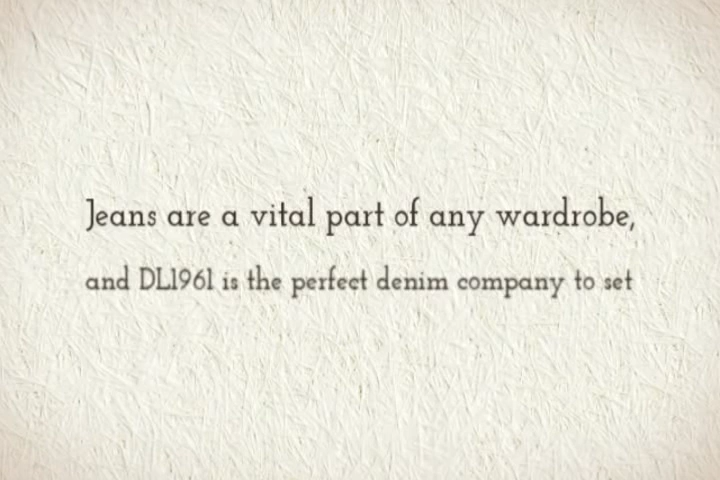 Jeans are a vital part of any wardrobe,
and DL1961 is the perfect denim company to set